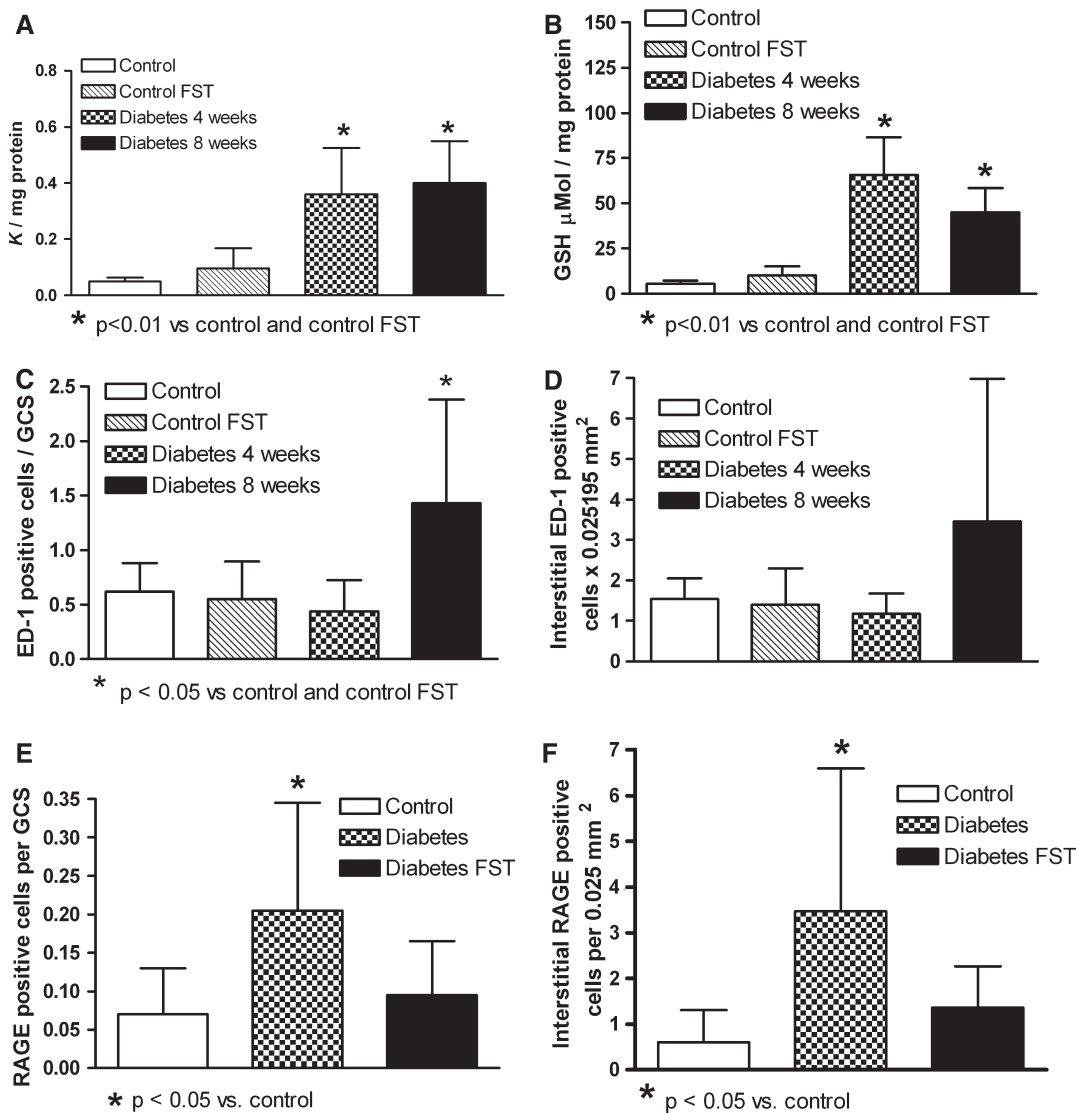 A
Control
Control FST
Diabetes 4 weeks
Diabetes 8 weeks
K / mg protein
0.8
0.6
0.4
0.2
0.0
* *
* p<0.01 vs control and control FST
B
Control
Control FST
Diabetes 4 weeks
Diabetes 8 weeks
GSH μMol / mg protein
150
125
100
75
50
25
0
* *
* p<0.01 vs control and control FST
C
Control
Control FST
Diabetes 4 weeks
Diabetes 8 weeks
ED-1 positive cells / GCS
2.5
2.0
1.5
1.0
0.5
0.0
*
* p < 0.05 vs control and control FST
D
Control
Control FST
Diabetes 4 weeks
Diabetes 8 weeks
Interstitial ED-1 positive
cells x 0.025195 mm²
7
6
5
4
3
2
1
0
E
Control
Diabetes
Diabetes FST
RAGE positive cells per GCS
0.35
0.30
0.25
0.20
0.15
0.10
0.05
0.00
*
* p < 0.05 vs. control
F
Control
Diabetes
Diabetes FST
Interstitial RAGE positive
cells per 0.025 mm ²
7
6
5
4
3
2
1
0
*
* p < 0.05 vs. control